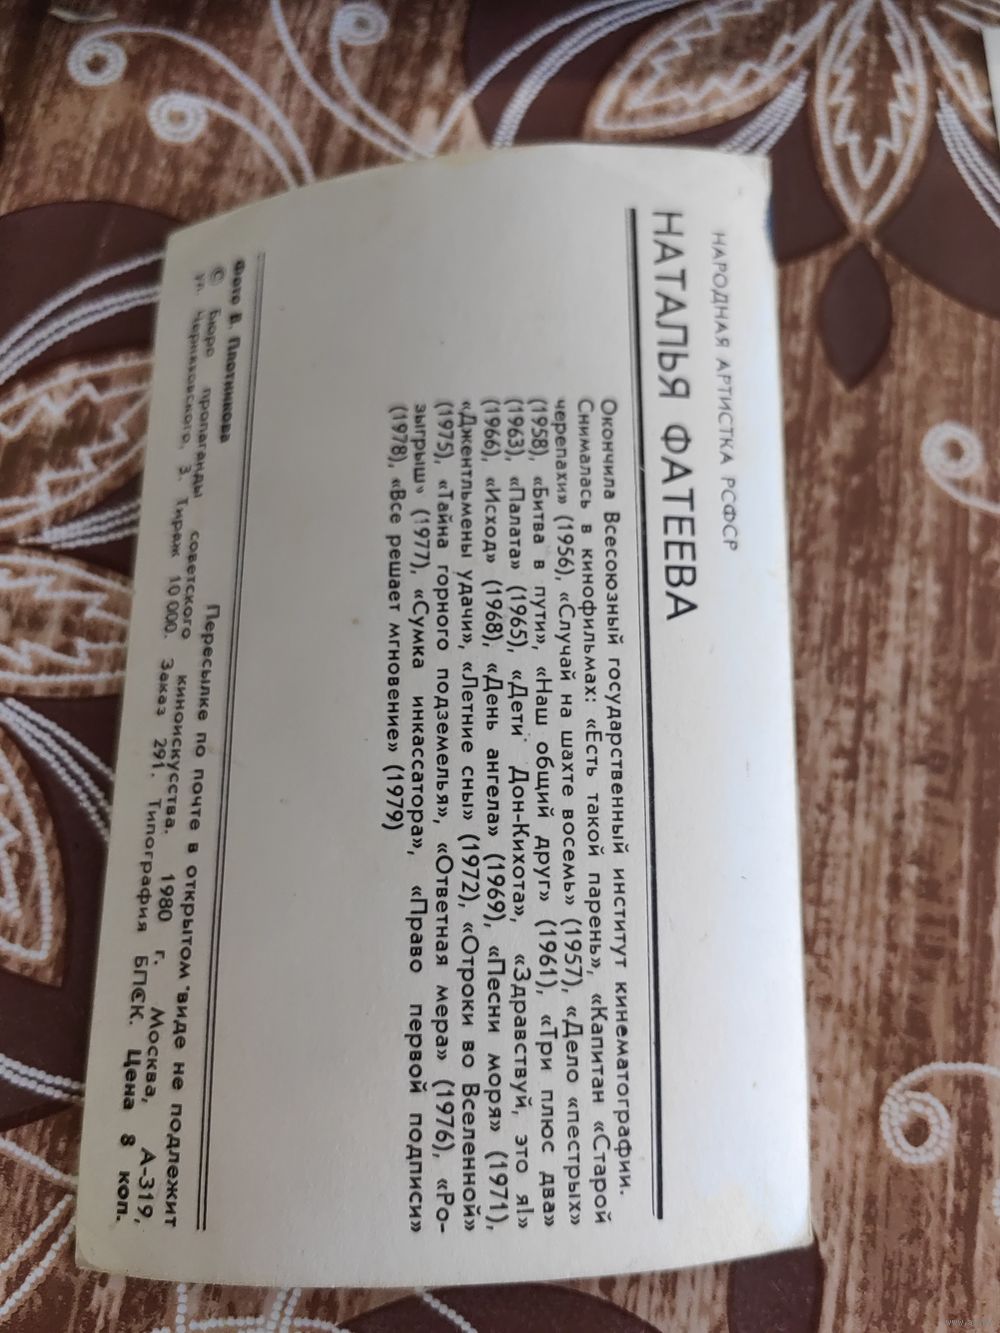 НАРОДНАЯ АРТИСТКА РСФСР
НАТАЛЬЯ ФАТЕЕВА
Окончила Всесоюзный государственный институт кинематографии.
Снималась в кинофильмах: «Есть такой парень», «Капитан «Старой
черепахи» (1956), «Случай на шахте восемь» (1957), «Дело «пестрых»
(1958), «Битва в пути», «Наш общий друг» (1961), «Три плюс два»
(1963), «Палата» (1965), «Дети Дон-Кихота», «Здравствуй, это я!»
(1966), «Исход» (1968), «День ангела» (1969), «Песни моря» (1971),
«Джентльмены удачи», «Летние сны» (1972), «Отроки во Вселенной»
(1975), «Тайна горного подземелья», «Ответная мера» (1976), «Ро-
зыгрыш» (1977), «Сумка инкассатора», «Право первой подписи»
(1978), «Все решает мгновение» (1979)
Фото В. Плотникова
Пересылке по почте в открытом виде не подлежит
© Бюро пропаганды советского киноискусства. 1980 г. Москва, А-319,
ул. Черняховского, 3. Тираж 10 000. Заказ 291. Типография БПСК. Цена 8 коп.